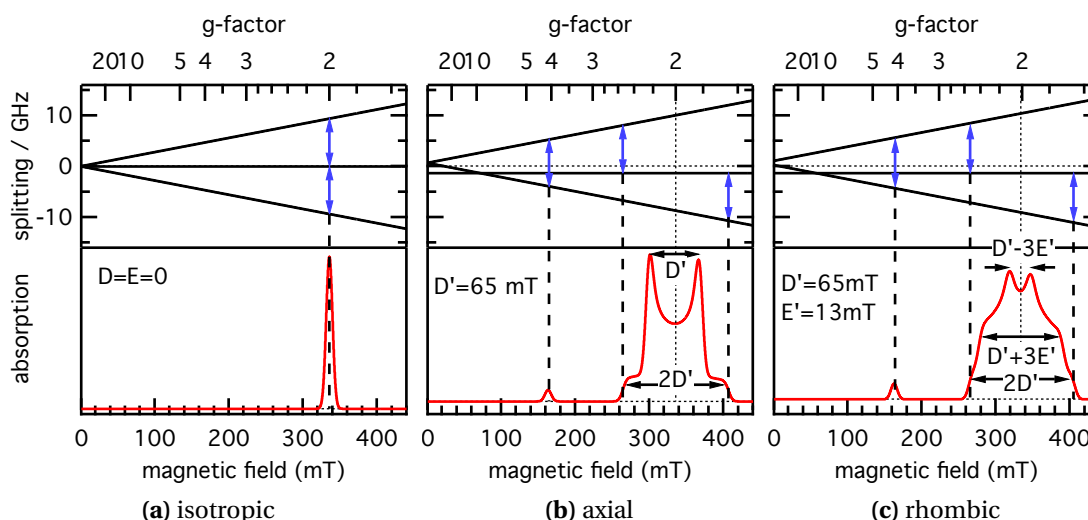 g-factor g-factor g-factor
2010 5 4 3 2 2010 5 4 3 2 2010 5 4 3 2
splitting / GHz
10
0
-10
absorption
D=E=0
D'=65 mT
D'
2D'
D'=65mT
E'=13mT
D'-3E'
D'+3E'
2D'
0 100 200 300 400 0 100 200 300 400 0 100 200 300 400
magnetic field (mT) magnetic field (mT) magnetic field (mT)
(a) isotropic (b) axial (c) rhombic